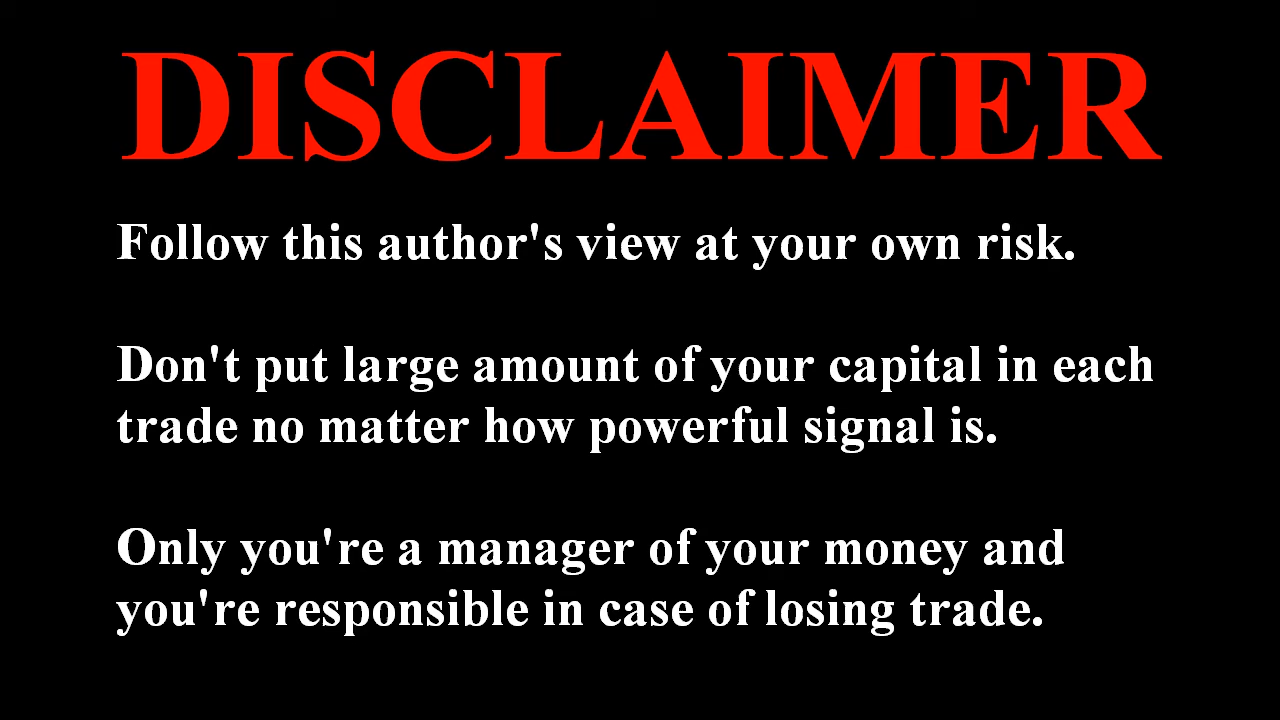 DISCLAIMER
Follow this author's view at your own risk.
Don't put large amount of your capital in each
trade no matter how powerful signal is.
Only you're a manager of your money and
you're responsible in case of losing trade.